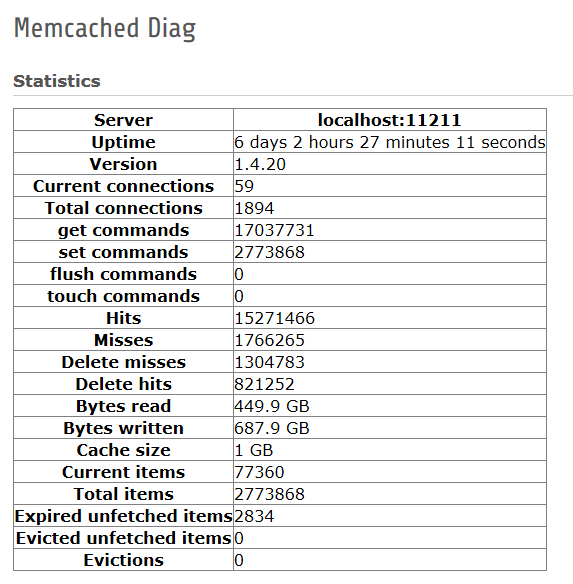 Memcached Diag
Statistics
Server localhost:11211
Uptime 6 days 2 hours 27 minutes 11 seconds
Version 1.4.20
Current connections 59
Total connections 1894
get commands 17037731
set commands 2773868
flush commands 0
touch commands 0
Hits 15271466
Misses 1766265
Delete misses 1304783
Delete hits 821252
Bytes read 449.9 GB
Bytes written 687.9 GB
Cache size 1 GB
Current items 77360
Total items 2773868
Expired unfetched items 2834
Evicted unfetched items 0
Evictions 0